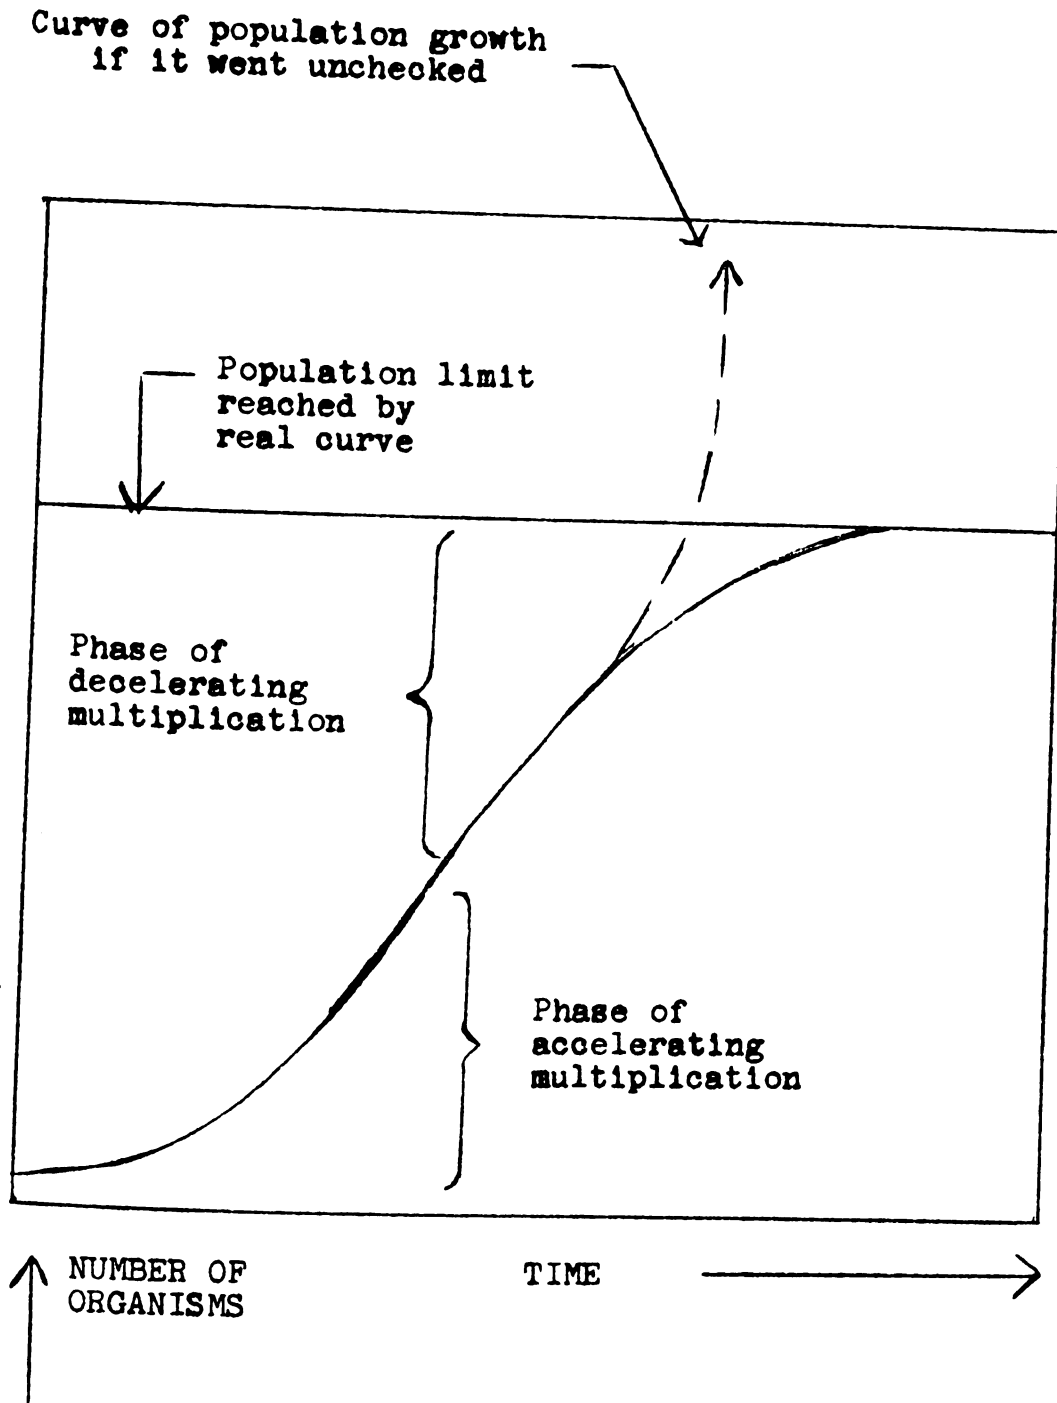 Curve of population growth
if it went unchecked
Population limit
reached by
real curve
Phase of
decelerating
multiplication
Phase of
accelerating
multiplication
NUMBER OF
ORGANISMS
TIME